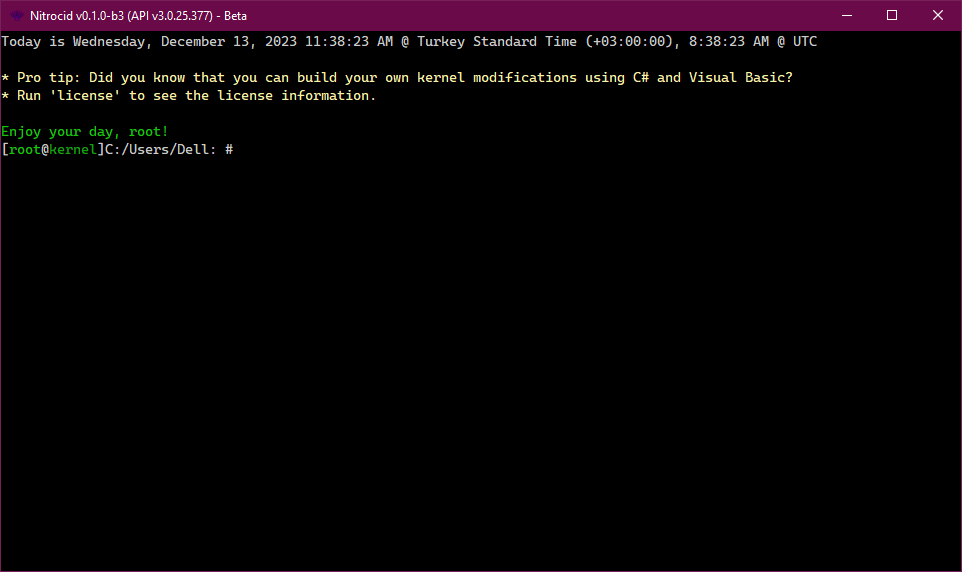 Nitrocid v0.1.0-b3 (API v3.0.25.377) - Beta
Today is Wednesday, December 13, 2023 11:38:23 AM @ Turkey Standard Time (+03:00:00), 8:38:23 AM @ UTC
* Pro tip: Did you know that you can build your own kernel modifications using C# and Visual Basic?
* Run 'license' to see the license information.
Enjoy your day, root!
[root@kernel]C:/Users/Dell: #